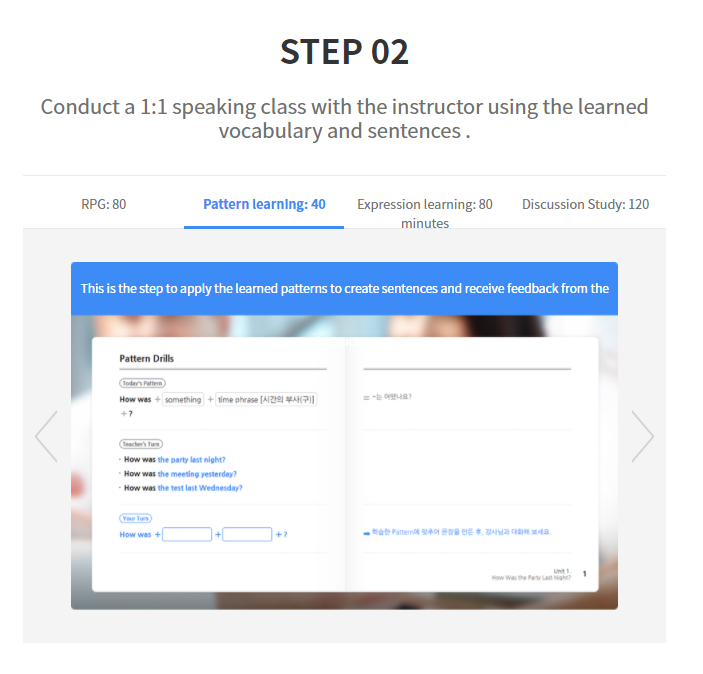 STEP 02
Conduct a 1:1 speaking class with the instructor using the learned
vocabulary and sentences .
RPG: 80
Pattern learning: 40
Expression learning: 80
minutes
Discussion Study: 120
This is the step to apply the learned patterns to create sentences and receive feedback from the
Pattern Drills
Today's Pattern
How was + something + time phrase [시간의 부사(구)]
+ ?
= ~는 어땠나요?
Teacher's Turn
· How was the party last night?
· How was the meeting yesterday?
· How was the test last Wednesday?
Your Turn
How was + + + ?
➡ 학습한 Pattern에 맞추어 문장을 만든 후, 강사님과 대화해 보세요.
Unit 1.
How Was the Party Last Night?
1